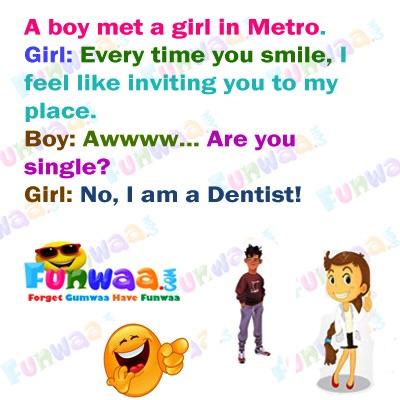 A boy met a girl in Metro.
Girl: Every time you smile, I
feel like inviting you to my
place.
Boy: Awwww... Are you
single?
Girl: No, I am a Dentist!
Funwaa.com
Forget Gumwaa Have Funwaa